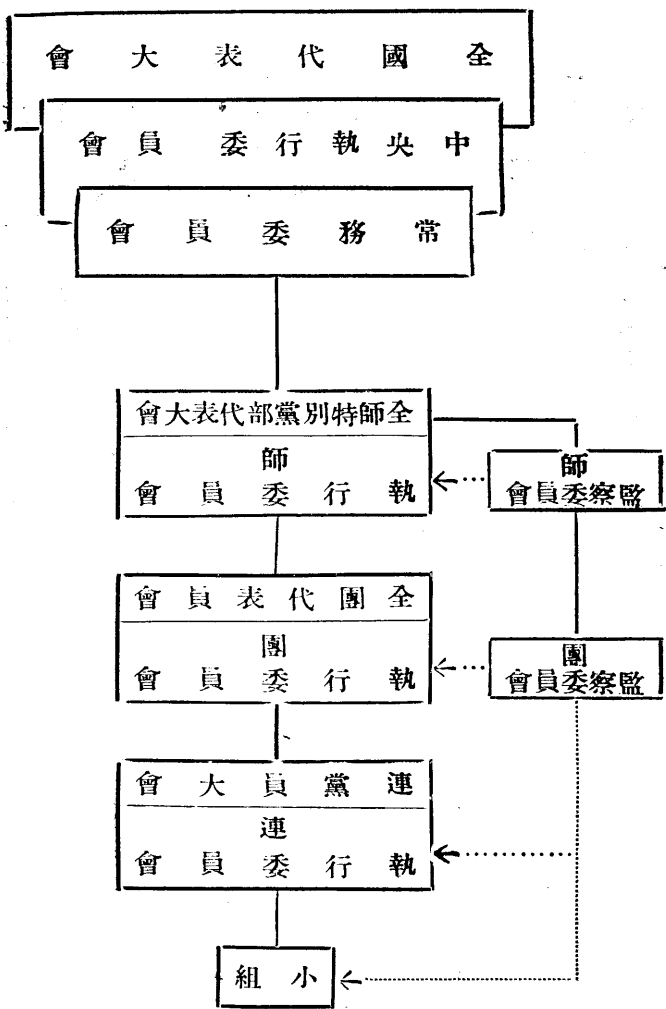 全國代表大會
中央執行委員會
常務委員會
全師特別黨部代表大會
師
執行委員會
師
監察委員會
全團代表員會
團
執行委員會
團
監察委員會
連黨員大會
連
執行委員會
小組